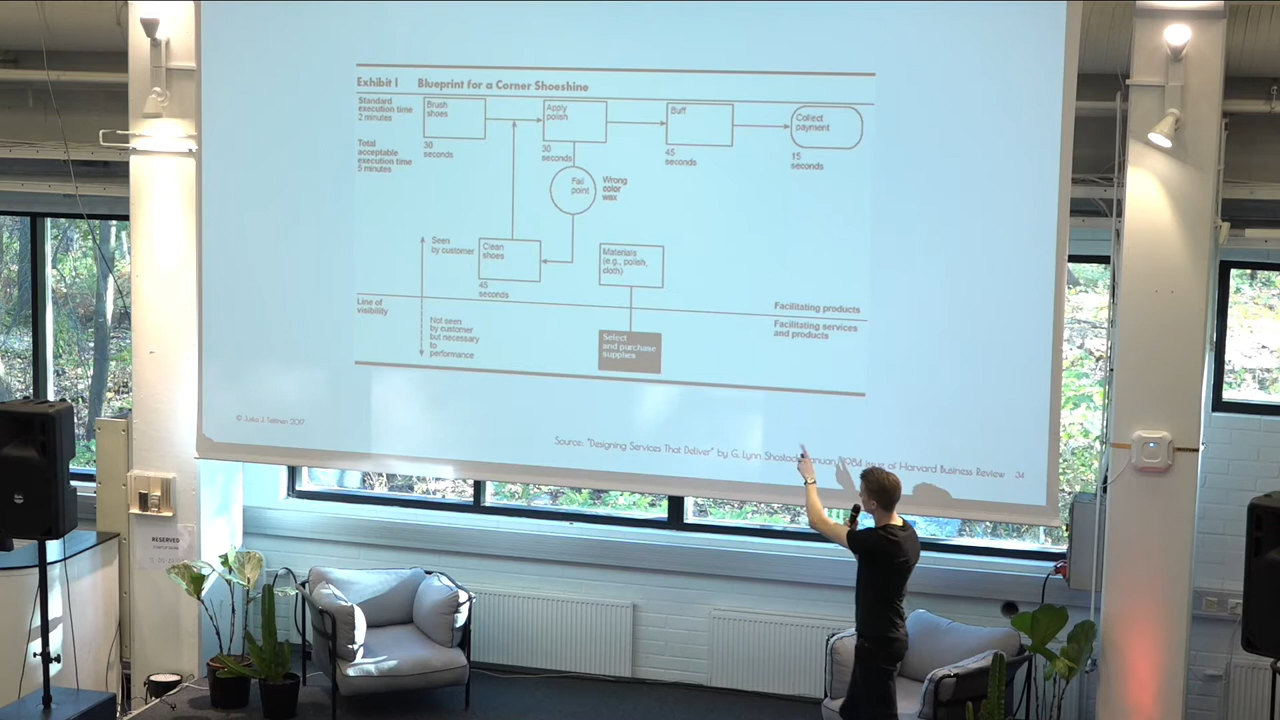 Exhibit I Blueprint for a Corner Shoeshine
Standard
execution time
2 minutes
Total
acceptable
execution time
5 minutes
Brush
shoes
30
seconds
Apply
polish
30
seconds
Buff
45
seconds
Collect
payment
15
seconds
Fail
point
Wrong
color
wax
Seen
by customer
Clean
shoes
45
seconds
Materials
(e.g., polish,
cloth)
Line of
visibility
Facilitating products
Facilitating services
and products
Not seen
by customer
but necessary
to
performance
Select
and purchase
supplies
© 2017
Source: "Designing Services That Deliver" by G. Lynn Shostack, 1984 issue of Harvard Business Review 34
RESERVED